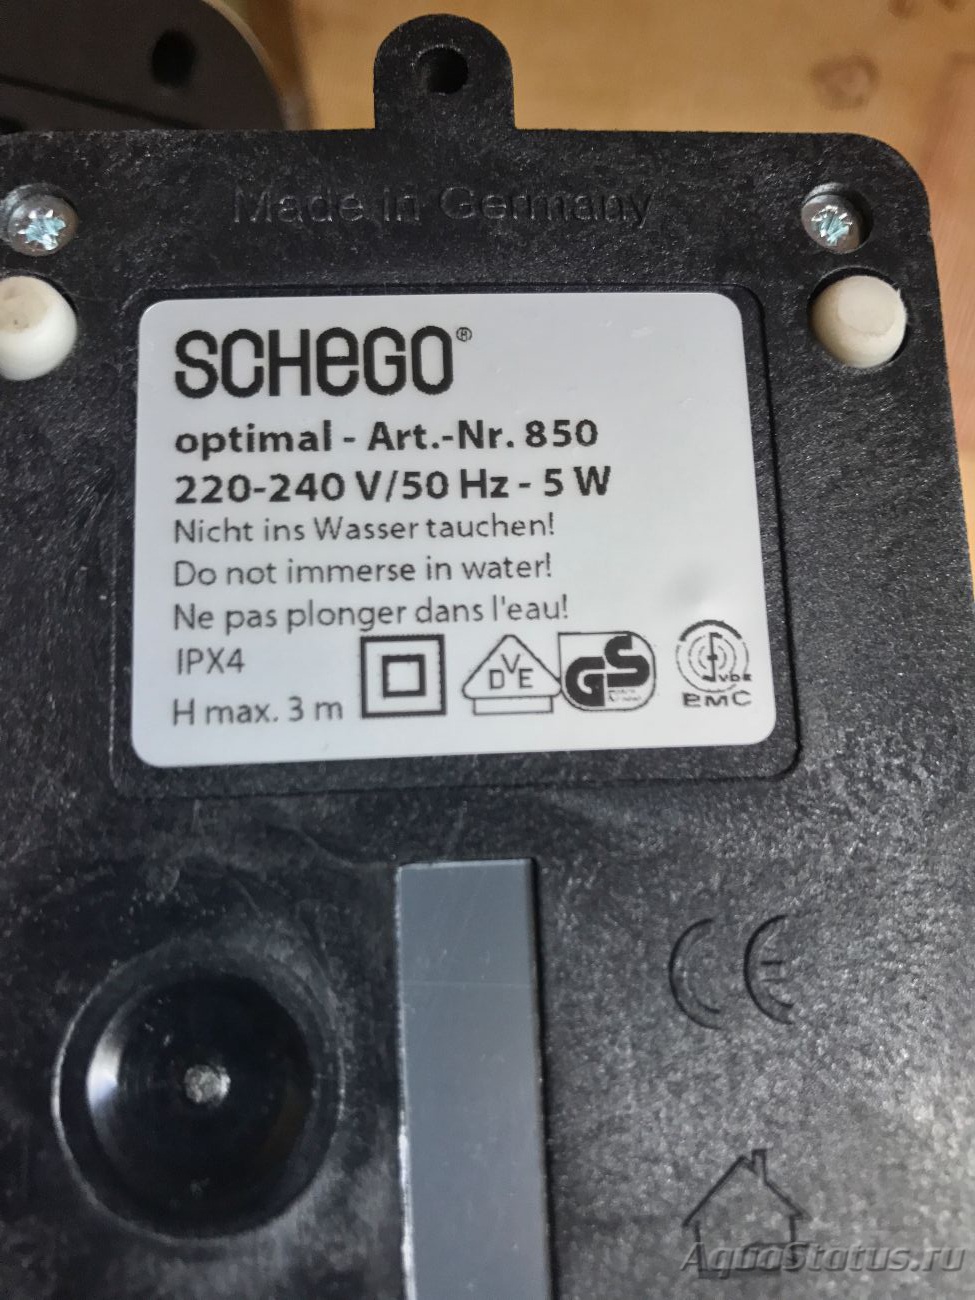 Made in Germany
SCHEGO®
optimal - Art.-Nr. 850
220-240 V/50 Hz - 5 W
Nicht ins Wasser tauchen!
Do not immerse in water!
Ne pas plonger dans l'eau!
IPX4
H max. 3 m
DVE
GS
VDE
EMC
CE
AquaStatus.ru